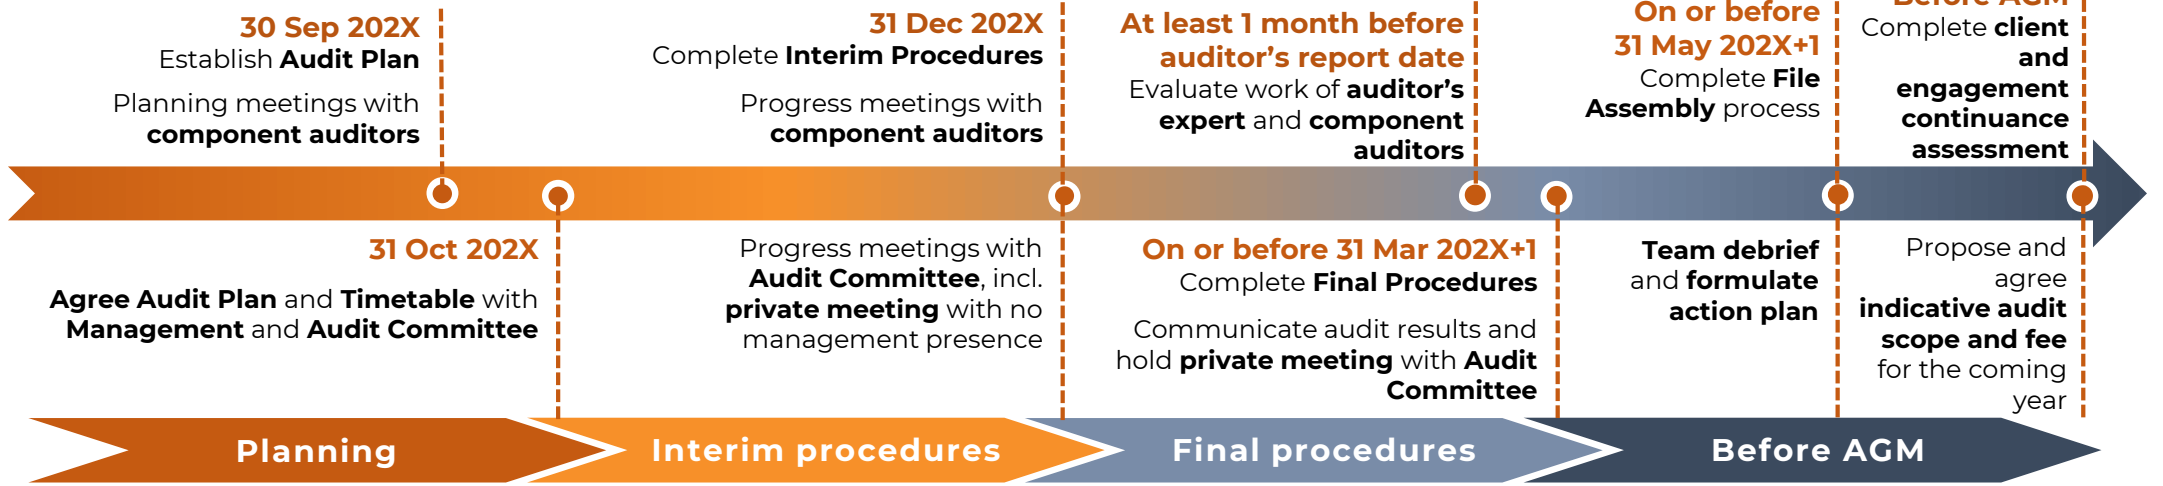 30 Sep 202X
Establish Audit Plan
Planning meetings with
component auditors
31 Dec 202X
Complete Interim Procedures
Progress meetings with
component auditors
At least 1 month before
auditor's report date
Evaluate work of auditor's
expert and component
auditors
On or before
31 May 202X+1
Complete File
Assembly process
Before AGM
Complete client
and
engagement
continuance
assessment
31 Oct 202X
Agree Audit Plan and Timetable with
Management and Audit Committee
Progress meetings with
Audit Committee, incl.
private meeting with no
management presence
On or before 31 Mar 202X+1
Complete Final Procedures
Communicate audit results and
hold private meeting with Audit
Committee
Team debrief
and formulate
action plan
Propose and
agree
indicative audit
scope and fee
for the coming
year
Planning
Interim procedures
Final procedures
Before AGM